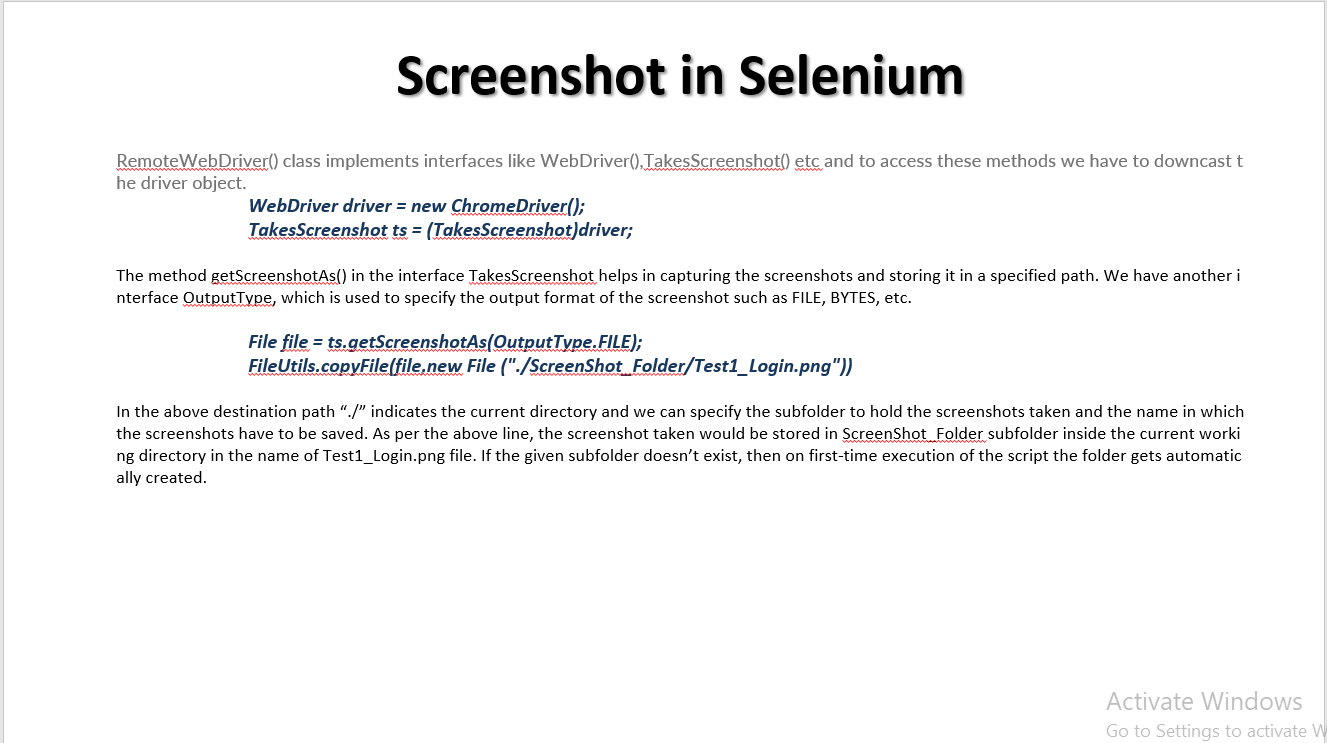 Screenshot in Selenium
RemoteWebDriver() class implements interfaces like WebDriver(),TakesScreenshot() etc and to access these methods we have to downcast t
he driver object.
WebDriver driver = new ChromeDriver();
TakesScreenshot ts = (TakesScreenshot)driver;
The method getScreenshotAs() in the interface TakesScreenshot helps in capturing the screenshots and storing it in a specified path. We have another i
nterface OutputType, which is used to specify the output format of the screenshot such as FILE, BYTES, etc.
File file = ts.getScreenshotAs(OutputType.FILE);
FileUtils.copyFile(file,new File ("./ScreenShot_Folder/Test1_Login.png"))
In the above destination path “./” indicates the current directory and we can specify the subfolder to hold the screenshots taken and the name in which
the screenshots have to be saved. As per the above line, the screenshot taken would be stored in ScreenShot_Folder subfolder inside the current worki
ng directory in the name of Test1_Login.png file. If the given subfolder doesn’t exist, then on first-time execution of the script the folder gets automatic
ally created.
Activate Windows
Go to Settings to activate W